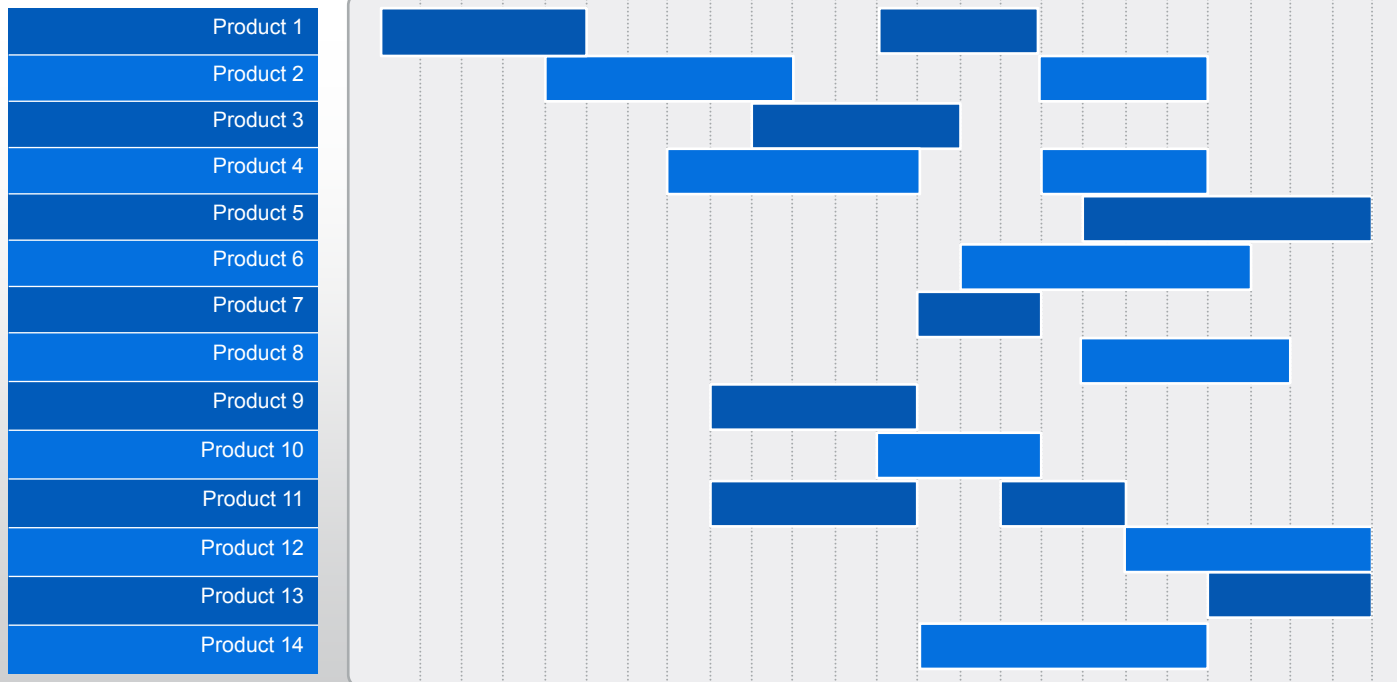 Product 1
Product 2
Product 3
Product 4
Product 5
Product 6
Product 7
Product 8
Product 9
Product 10
Product 11
Product 12
Product 13
Product 14